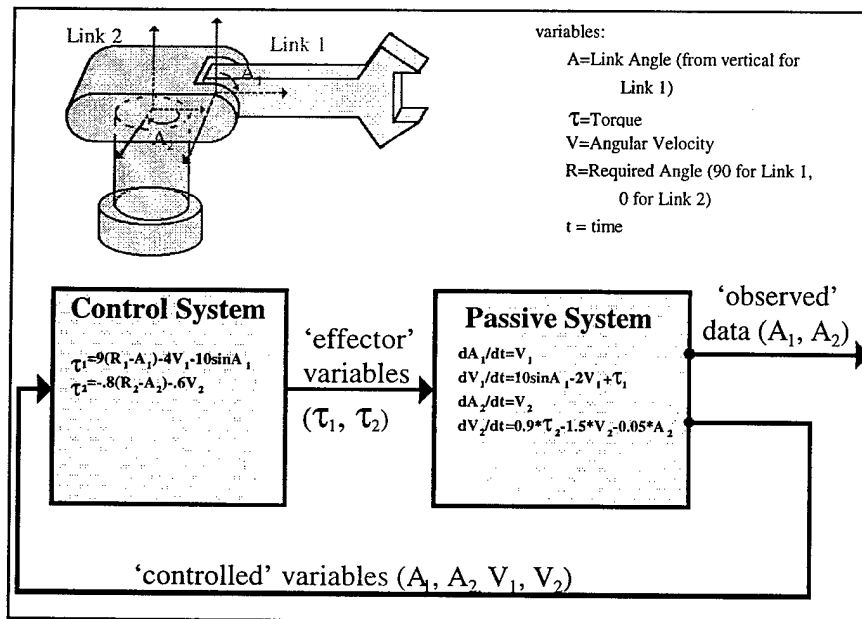 Link 2
Link 1
A₁
A₂
variables:
A=Link Angle (from vertical for
Link 1)
τ=Torque
V=Angular Velocity
R=Required Angle (90 for Link 1,
0 for Link 2)
t = time
Control System
τ₁=9(R₁-A₁)-4V₁-10sinA₁
τ₂=-.8(R₂-A₂)-.6V₂
'effector'
variables
(τ₁, τ₂)
Passive System
dA₁/dt=V₁
dV₁/dt=10sinA₁-2V₁+τ₁
dA₂/dt=V₂
dV₂/dt=0.9*τ₂-1.5*V₂-0.05*A₂
'observed'
data (A₁, A₂)
'controlled' variables (A₁, A₂ V₁, V₂)